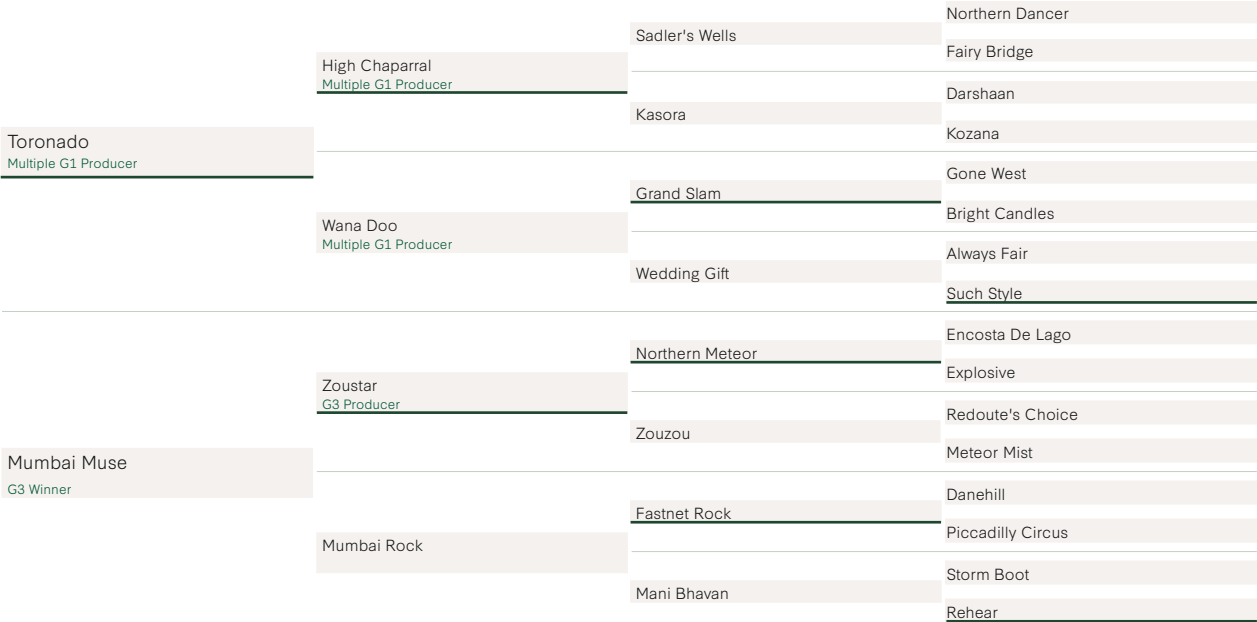 Toronado
Multiple G1 Producer
Mumbai Muse
G3 Winner
High Chaparral
Multiple G1 Producer
Wana Doo
Multiple G1 Producer
Zoustar
G3 Producer
Mumbai Rock
Sadler's Wells
Kasora
Grand Slam
Wedding Gift
Northern Meteor
Zouzou
Fastnet Rock
Mani Bhavan
Northern Dancer
Fairy Bridge
Darshaan
Kozana
Gone West
Bright Candles
Always Fair
Such Style
Encosta De Lago
Explosive
Redoute's Choice
Meteor Mist
Danehill
Piccadilly Circus
Storm Boot
Rehear